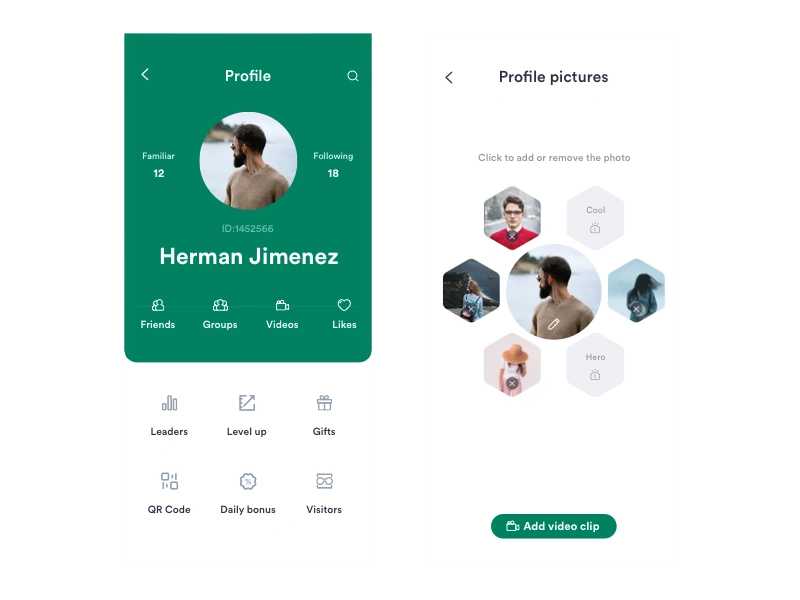 Profile
Familiar
12
Following
18
ID:1452566
Herman Jimenez
Friends
Groups
Videos
Likes
Leaders
Level up
Gifts
QR Code
Daily bonus
Visitors
Profile pictures
Click to add or remove the photo
Cool
Hero
Add video clip